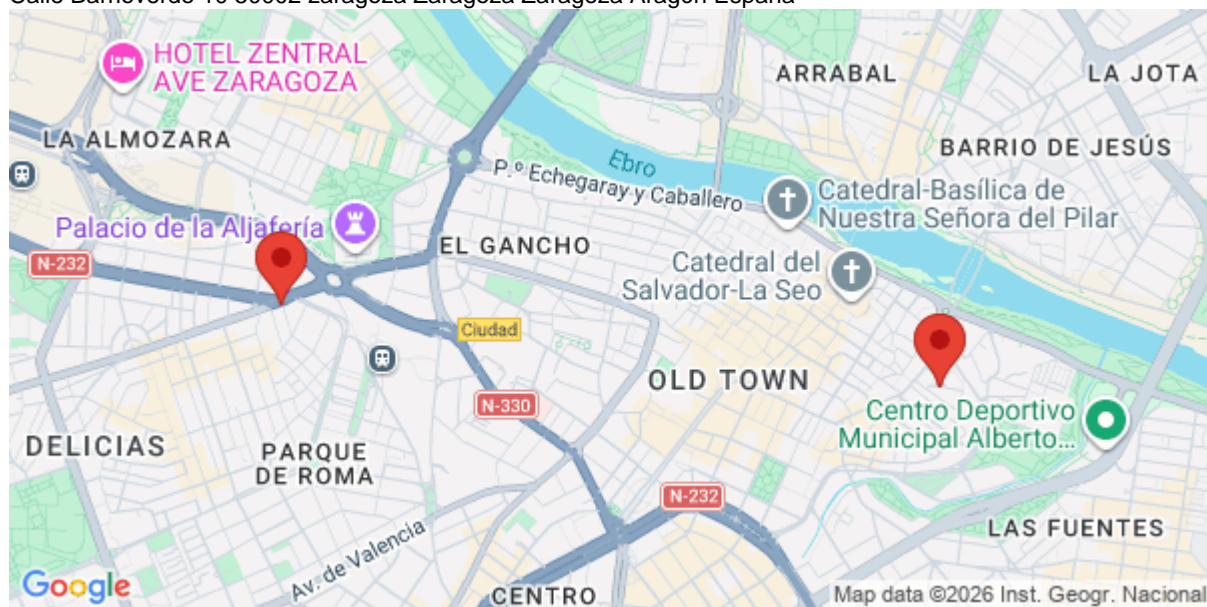 HOTEL ZENTRAL
AVE ZARAGOZA
ARRABAL
LA JOTA
LA ALMOZARA
BARRIO DE JESÚS
Ebro
P.º Echegaray y Caballero
Catedral-Basílica de
Nuestra Señora del Pilar
Palacio de la Aljafería
EL GANCHO
N-232
Catedral del
Salvador-La Seo
Ciudad
OLD TOWN
N-330
Centro Deportivo
Municipal Alberto...
DELICIAS
PARQUE
DE ROMA
N-232
LAS FUENTES
Av. de Valencia
Google
CENTRO
Map data ©2026 Inst. Geogr. Nacional